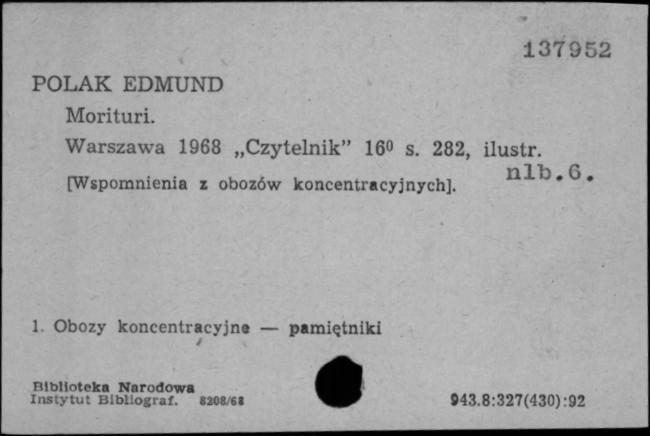 137952
POLAK EDMUND
Morituri.
Warszawa 1968 „Czytelnik” 16⁰ s. 282, ilustr.
nlb.6.
[Wspomnienia z obozów koncentracyjnych].
1. Obozy koncentracyjne — pamiętniki
Biblioteka Narodowa
Instytut Bibliograf. 8208/68
943.8:327(430):92